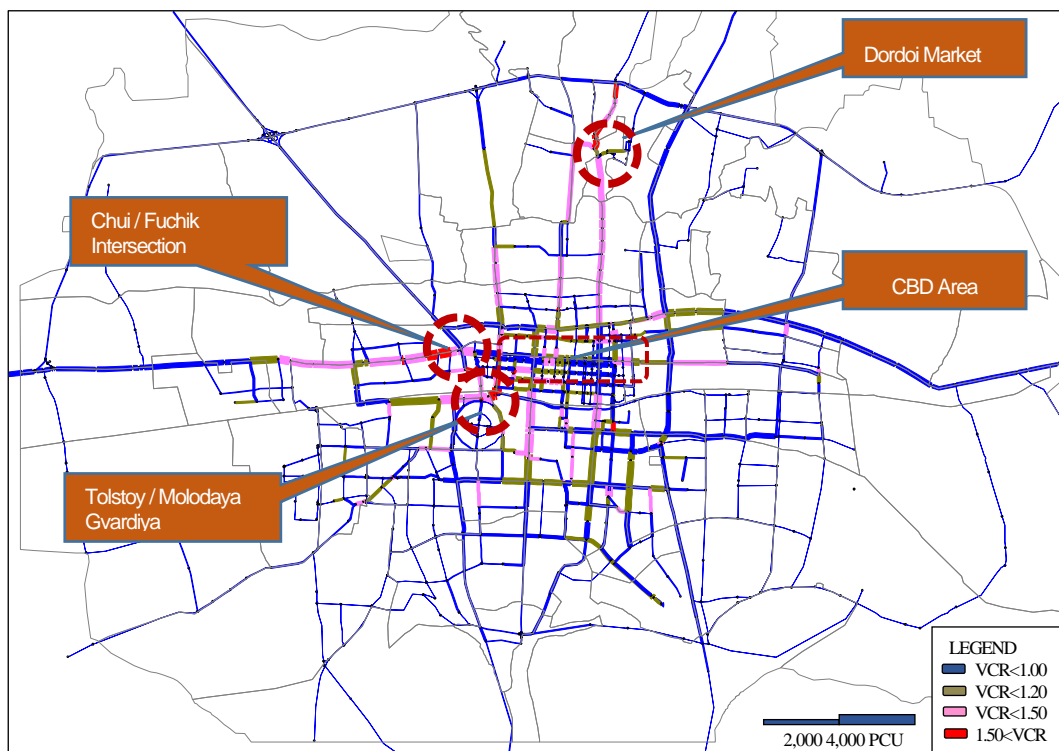 Dordoi Market
Chui / Fuchik
Intersection
CBD Area
Tolstoy / Molodaya
Gvardiya
LEGEND
VCR<1.00
VCR<1.20
VCR<1.50
1.50<VCR
2,000 4,000 PCU